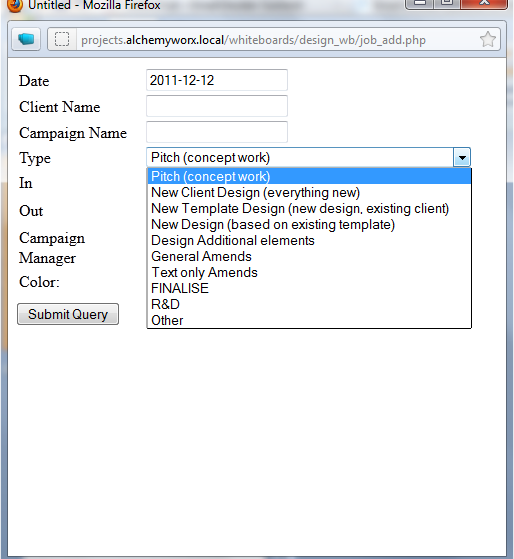 Untitled - Mozilla Firefox
projects.alchemyworx.local/whiteboards/design_wb/job_add.php
Date 2011-12-12
Client Name
Campaign Name
Type Pitch (concept work)
Pitch (concept work)
In
New Client Design (everything new)
New Template Design (new design, existing client)
Out
New Design (based on existing template)
Design Additional elements
Campaign
Manager
General Amends
Text only Amends
Color:
FINALISE
R&D
Submit Query
Other